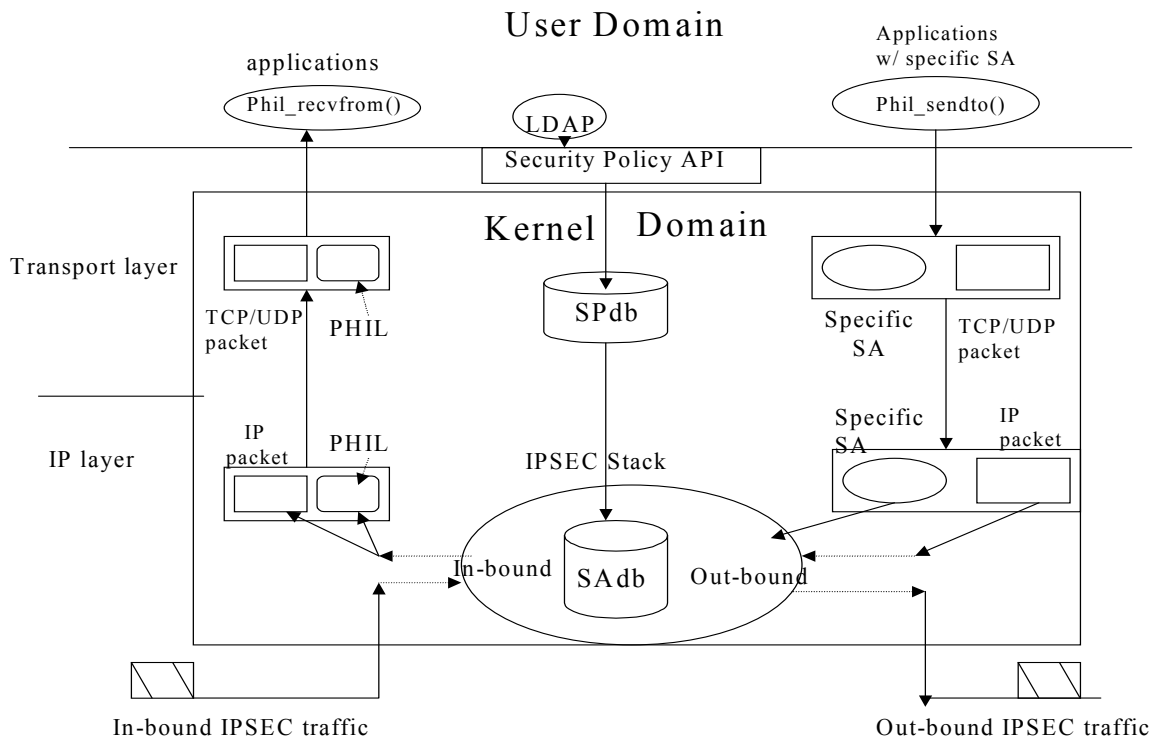 User Domain
applications
Applications
w/ specific SA
Phil_recvfrom()
LDAP
Phil_sendto()
Security Policy API
Kernel Domain
Transport layer
TCP/UDP
packet
PHIL
SPdb
Specific
SA
TCP/UDP
packet
IP layer
IP
packet
PHIL
IPSEC Stack
Specific
SA
IP
packet
In-bound
SAdb
Out-bound
In-bound IPSEC traffic
Out-bound IPSEC traffic